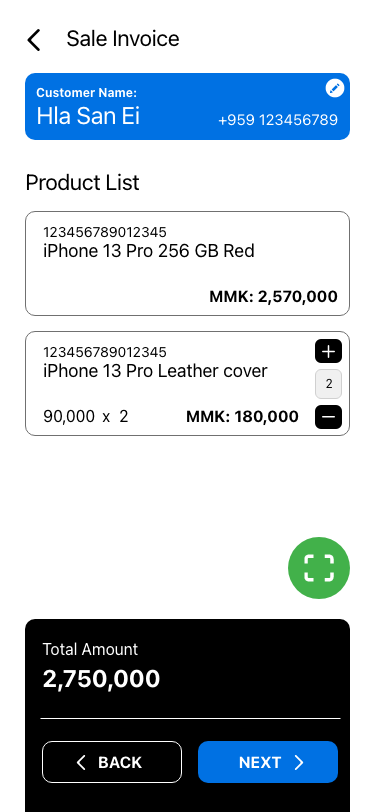 Sale Invoice
Customer Name:
Hla San Ei
+959 123456789
Product List
123456789012345
iPhone 13 Pro 256 GB Red
MMK: 2,570,000
123456789012345
iPhone 13 Pro Leather cover
2
90,000 x 2
MMK: 180,000
Total Amount
2,750,000
BACK
NEXT